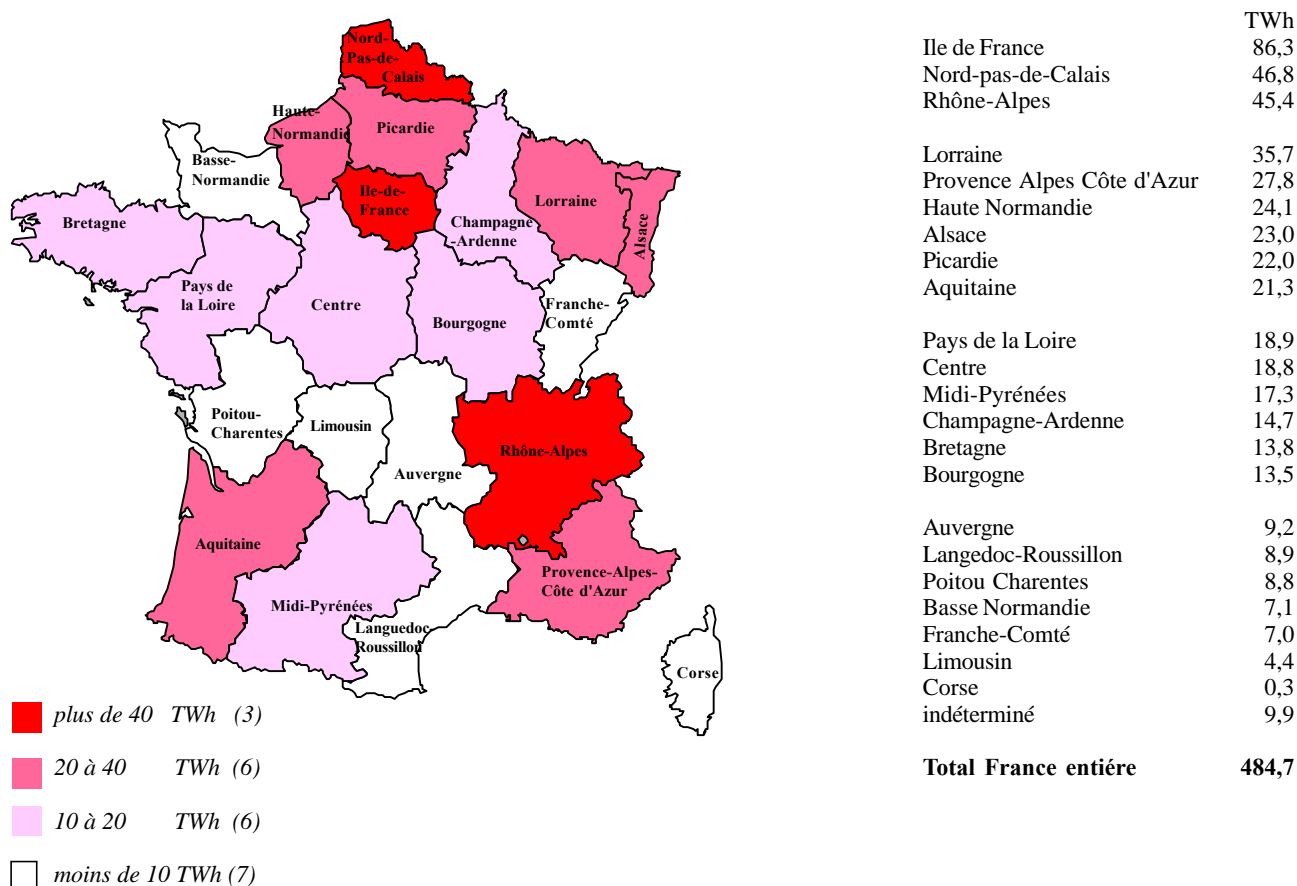 Nord-
Pas-de-
Calais
Haute-
Normandie
Picardie
Basse-
Normandie
Ile-de-
France
Lorraine
Alsace
Champagne
-Ardenne
Bretagne
Pays de
la Loire
Centre
Bourgogne
Franche-
Comté
Poitou-
Charentes
Limousin
Auvergne
Rhône-Alpes
Aquitaine
Midi-Pyrénées
Provence-Alpes-
Côte d'Azur
Languedoc
Roussillon
Corse
plus de 40 TWh (3)
20 à 40 TWh (6)
10 à 20 TWh (6)
moins de 10 TWh (7)
TWh
Ile de France 86,3
Nord-pas-de-Calais 46,8
Rhône-Alpes 45,4
Lorraine 35,7
Provence Alpes Côte d'Azur 27,8
Haute Normandie 24,1
Alsace 23,0
Picardie 22,0
Aquitaine 21,3
Pays de la Loire 18,9
Centre 18,8
Midi-Pyrénées 17,3
Champagne-Ardenne 14,7
Bretagne 13,8
Bourgogne 13,5
Auvergne 9,2
Langedoc-Roussillon 8,9
Poitou Charentes 8,8
Basse Normandie 7,1
Franche-Comté 7,0
Limousin 4,4
Corse 0,3
indéterminé 9,9
Total France entiére 484,7